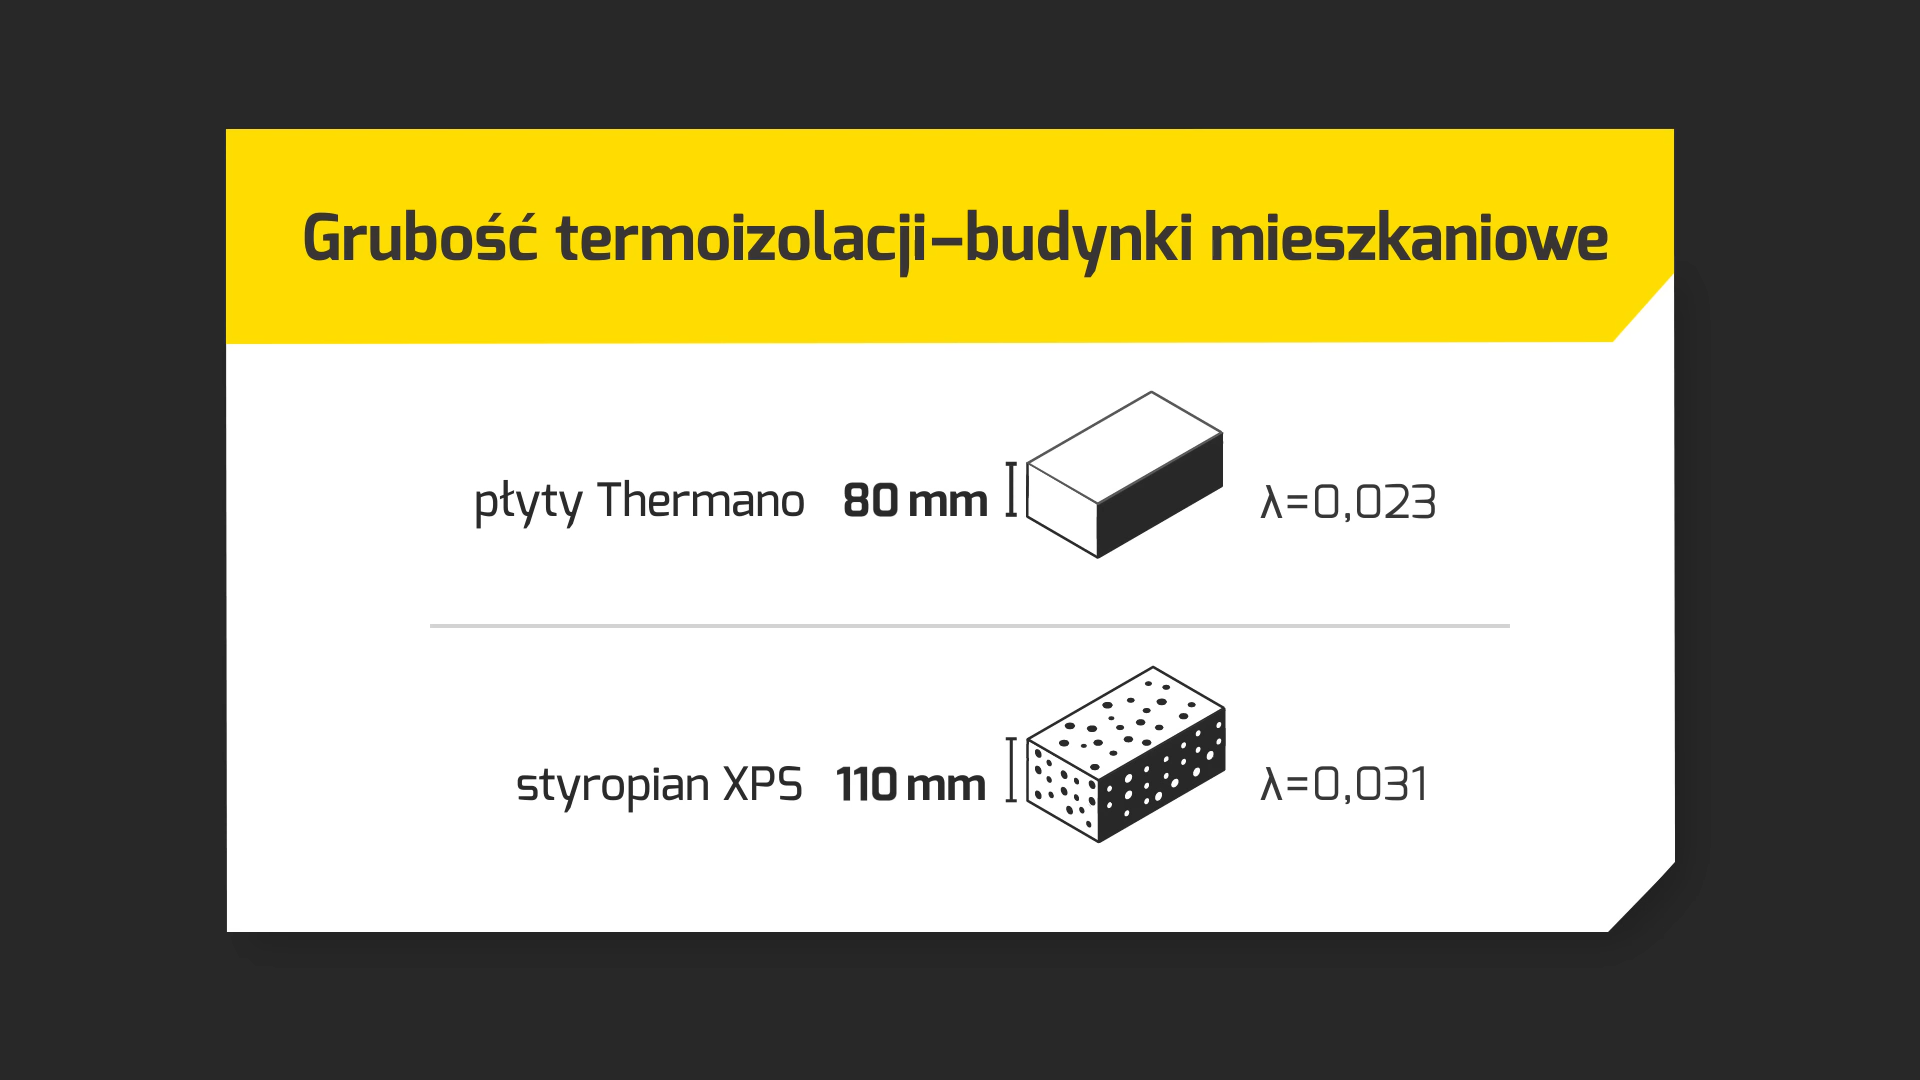 Grubość termoizolacji–budynki mieszkaniowe
płyty Thermano 80 mm λ=0,023
styropian XPS 110 mm λ=0,031